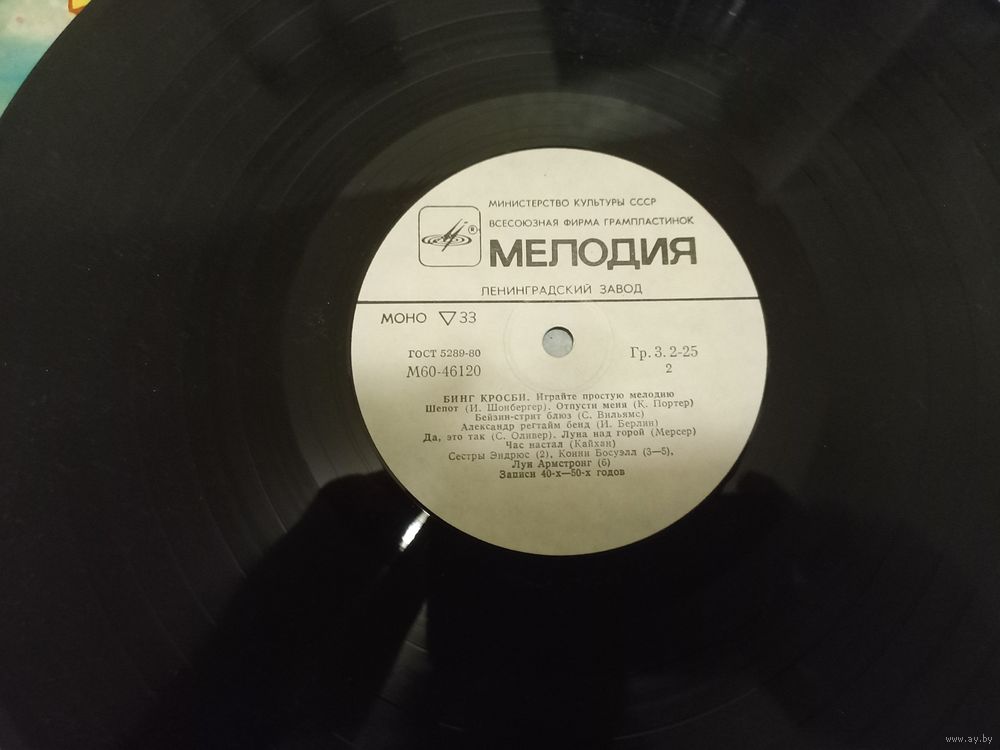 МИНИСТЕРСТВО КУЛЬТУРЫ СССР
ВСЕСОЮЗНАЯ ФИРМА ГРАМПЛАСТИНОК
®
МЕЛОДИЯ
ЛЕНИНГРАДСКИЙ ЗАВОД
МОНО ▽ 33
ГОСТ 5289-80
М60-46120
Гр. 3. 2-25
2
БИНГ КРОСБИ. Играйте простую мелодию
Шепот (И. Шонбергер). Отпусти меня (К. Портер)
Бейзин-стрит блюз (С. Вильямс)
Александр регтайм бенд (И. Берлин)
Да, это так (С. Оливер). Луна над горой (Мерсер)
Час настал (Кайхан)
Сестры Эндрюс (2), Конни Босуэлл (3—5),
Луи Армстронг (6)
Записи 40-х—50-х годов
www.ay.by